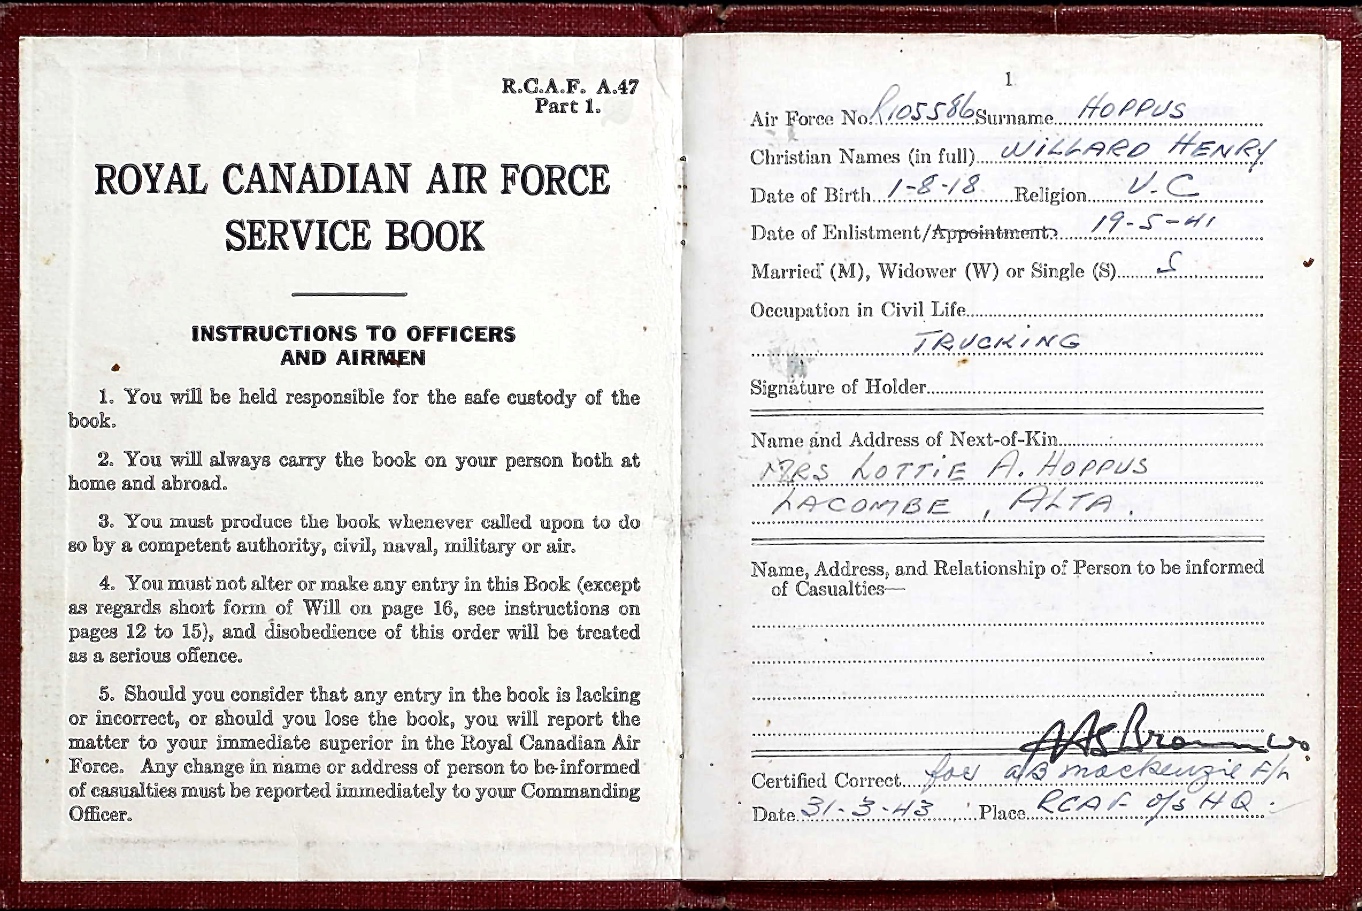 R.C.A.F. A.47
Part 1.
ROYAL CANADIAN AIR FORCE
SERVICE BOOK
INSTRUCTIONS TO OFFICERS
AND AIRMEN
1. You will be held responsible for the safe custody of the
book.
2. You will always carry the book on your person both at
home and abroad.
3. You must produce the book whenever called upon to do
so by a competent authority, civil, naval, military or air.
4. You must not alter or make any entry in this Book (except
as regards short form of Will on page 16, see instructions on
pages 12 to 15), and disobedience of this order will be treated
as a serious offence.
5. Should you consider that any entry in the book is lacking
or incorrect, or should you lose the book, you will report the
matter to your immediate superior in the Royal Canadian Air
Force. Any change in name or address of person to be informed
of casualties must be reported immediately to your Commanding
Officer.
1
Air Force No. R105586 Surname HOPPUS
Christian Names (in full) WILLARD HENRY
Date of Birth 1-8-18 Religion U.C
Date of Enlistment/Appointment 19-5-41
Married (M), Widower (W) or Single (S) S
Occupation in Civil Life
TRUCKING
Signature of Holder
Name and Address of Next-of-Kin
MRS LOTTIE A. HOPPUS
LACOMBE, ALTA.
Name, Address, and Relationship of Person to be informed
of Casualties—
Certified Correct for A/B Mackenzie F/L
Date 31-3-43 Place RCAF O/S HQ.